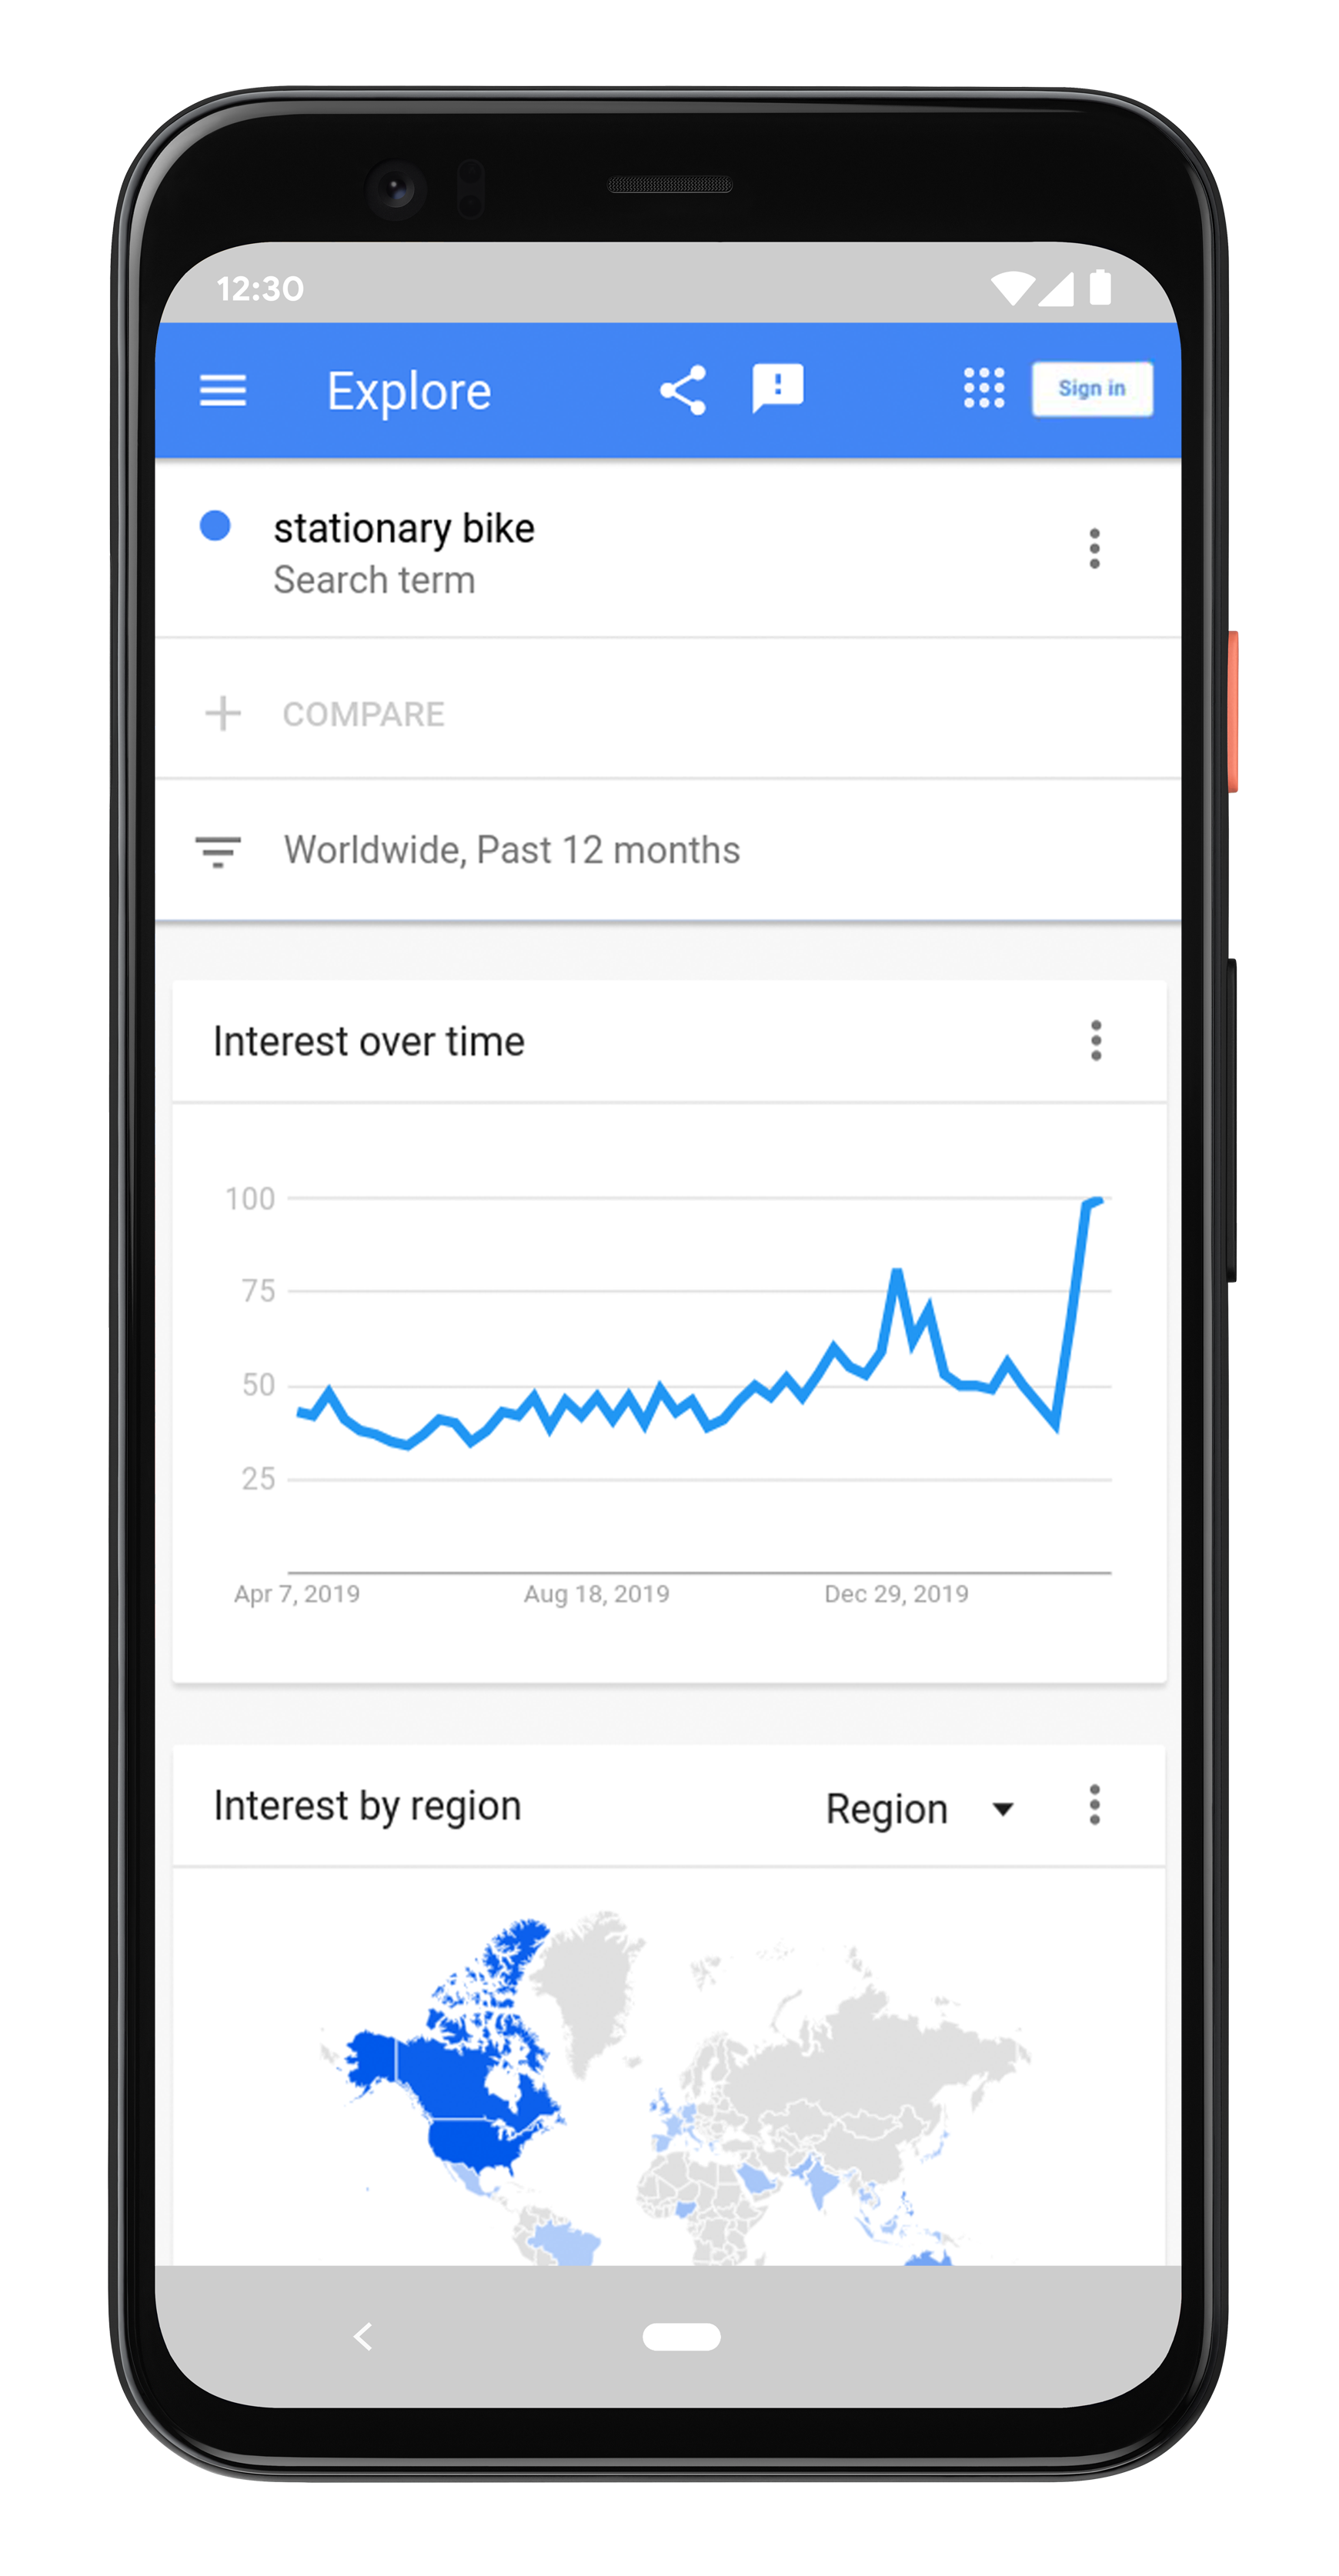 12:30
Explore
Sign in
stationary bike
Search term
COMPARE
Worldwide, Past 12 months
Interest over time
100
75
50
25
Apr 7, 2019 Aug 18, 2019 Dec 29, 2019
Interest by region Region